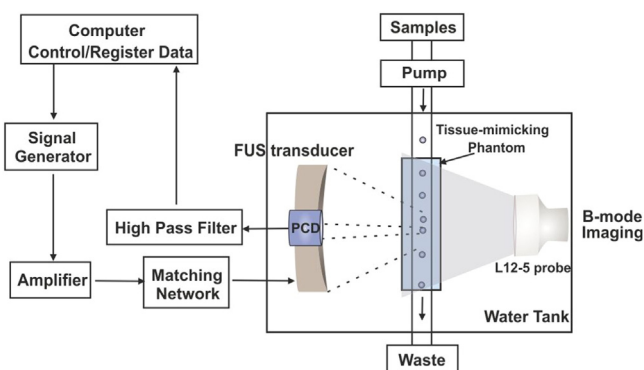 Computer
Control/Register Data
Samples
Pump
Signal
Generator
FUS transducer
Tissue-mimicking
Phantom
High Pass Filter
PCD
B-mode
Imaging
L12-5 probe
Amplifier
Matching
Network
Water Tank
Waste